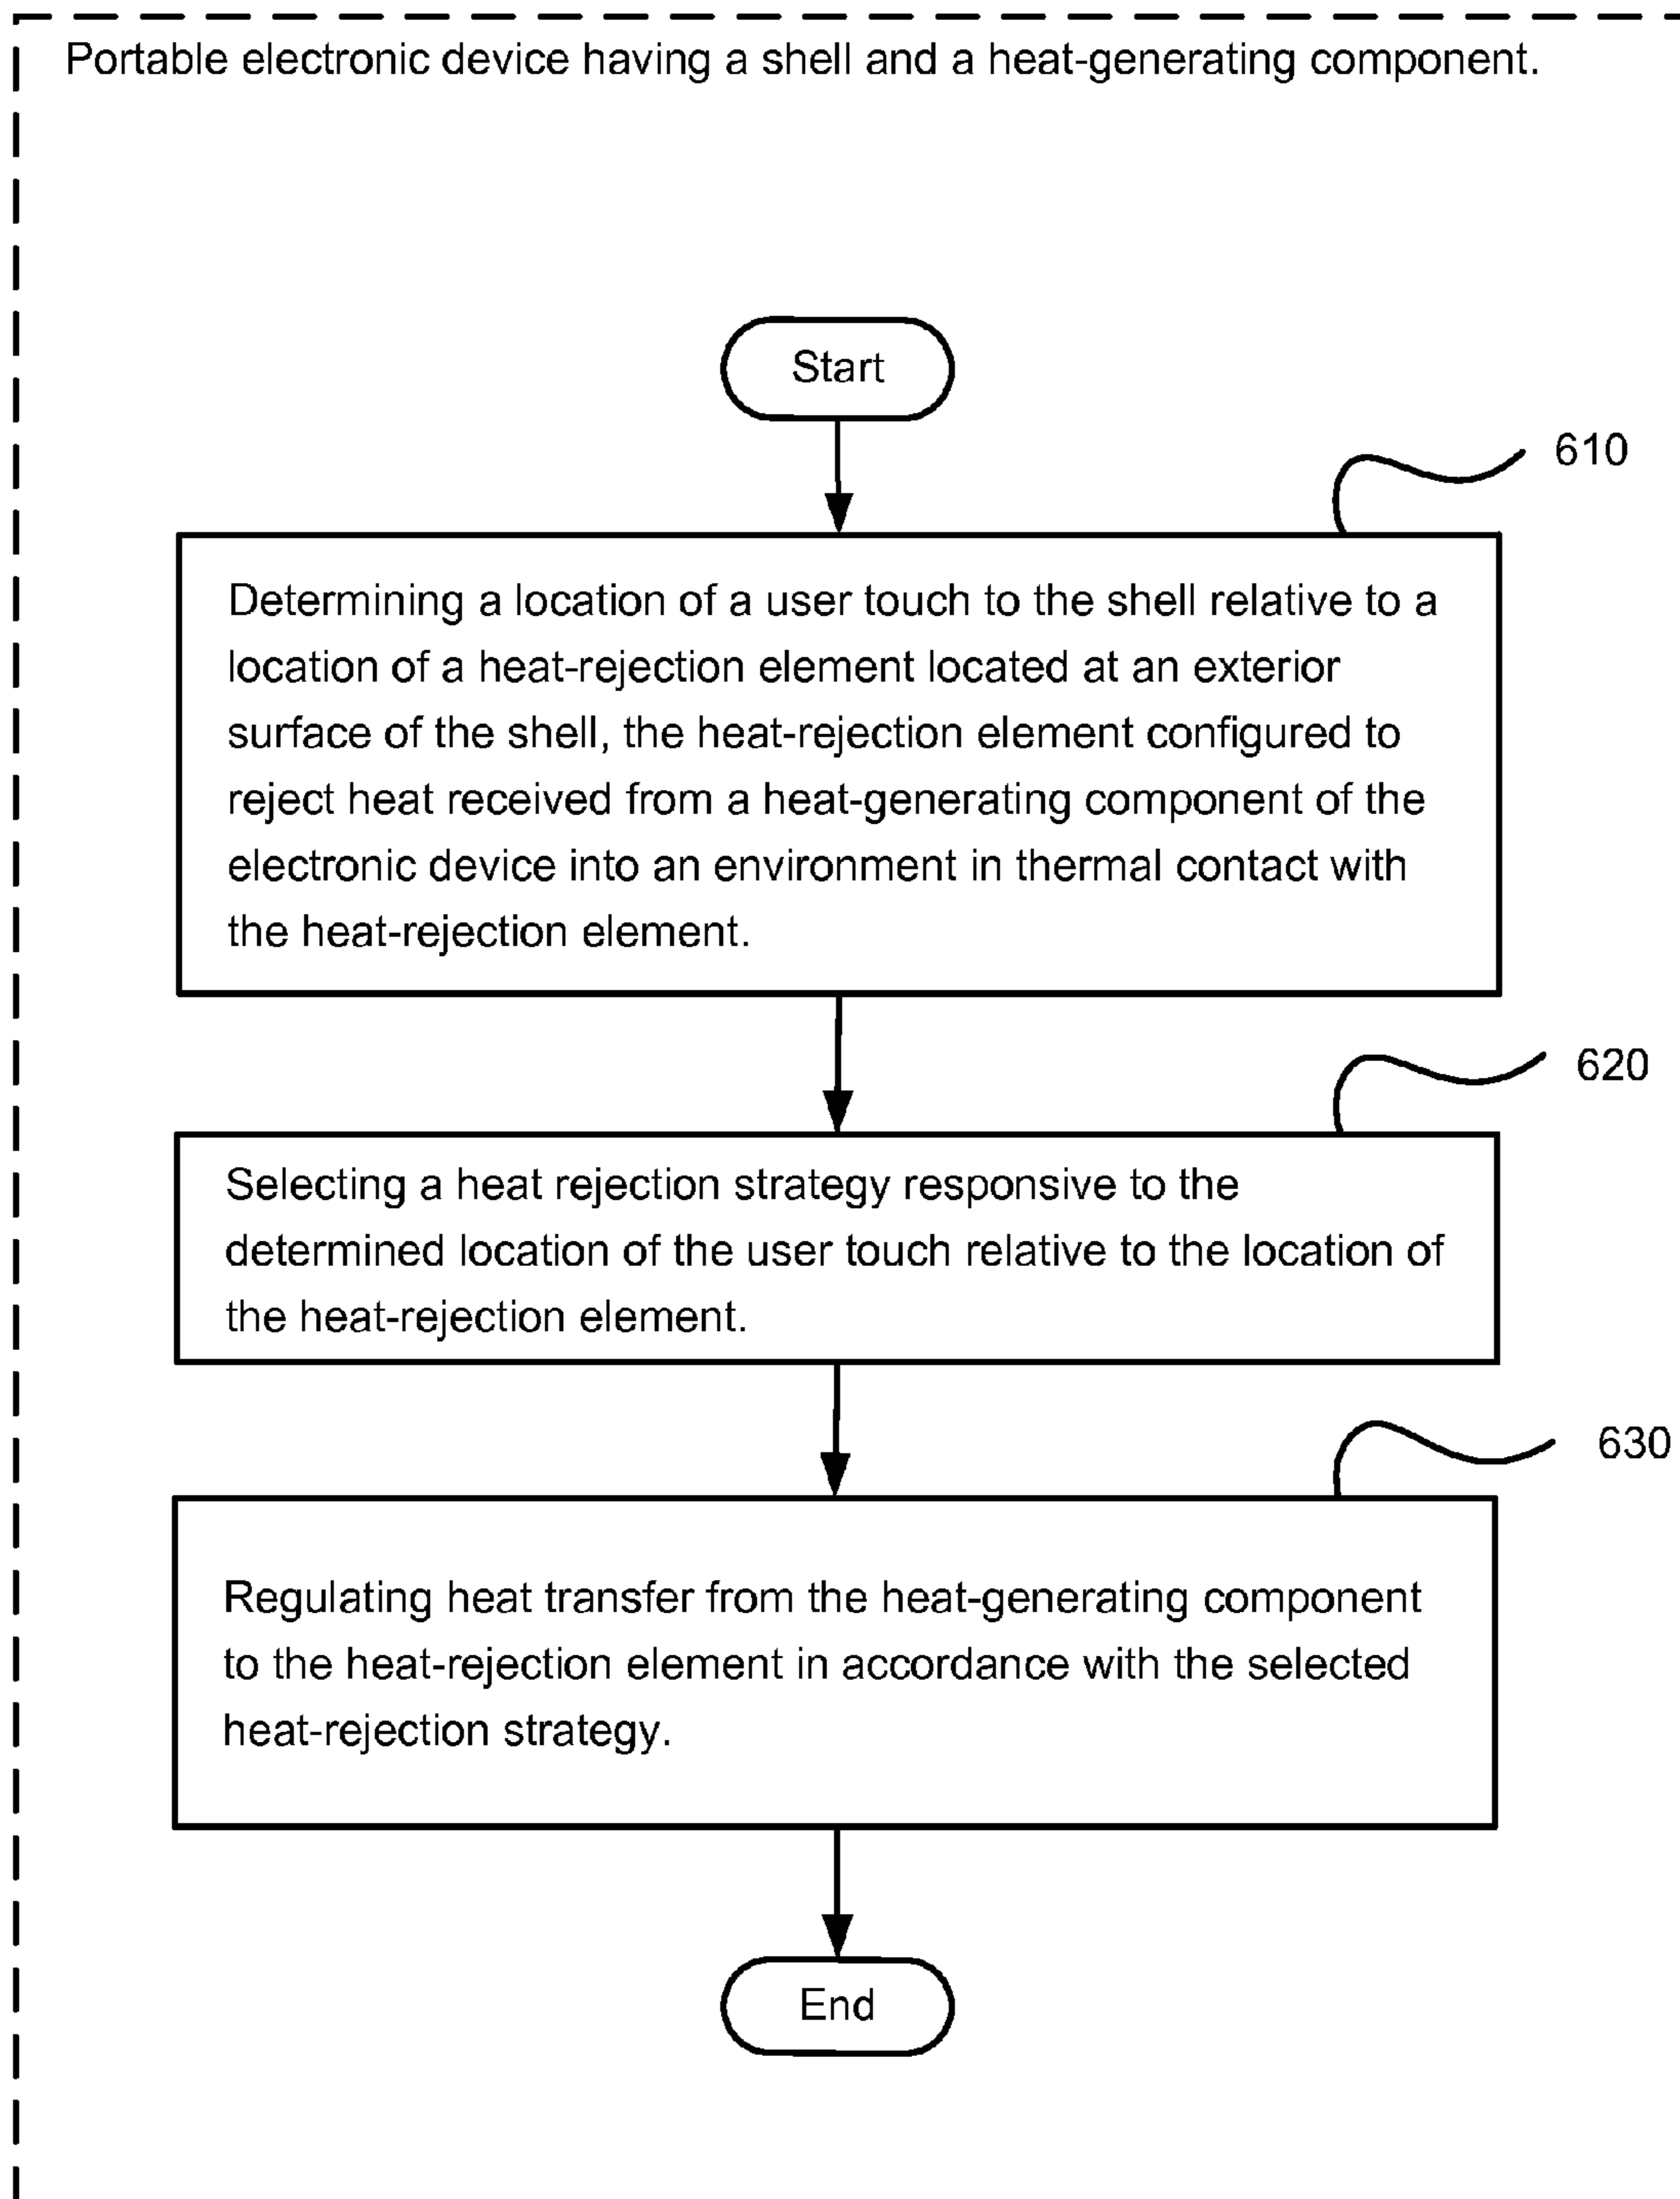 Portable electronic device having a shell and a heat-generating component.
Start
610
Determining a location of a user touch to the shell relative to a
location of a heat-rejection element located at an exterior
surface of the shell, the heat-rejection element configured to
reject heat received from a heat-generating component of the
electronic device into an environment in thermal contact with
the heat-rejection element.
620
Selecting a heat rejection strategy responsive to the
determined location of the user touch relative to the location of
the heat-rejection element.
630
Regulating heat transfer from the heat-generating component
to the heat-rejection element in accordance with the selected
heat-rejection strategy.
End